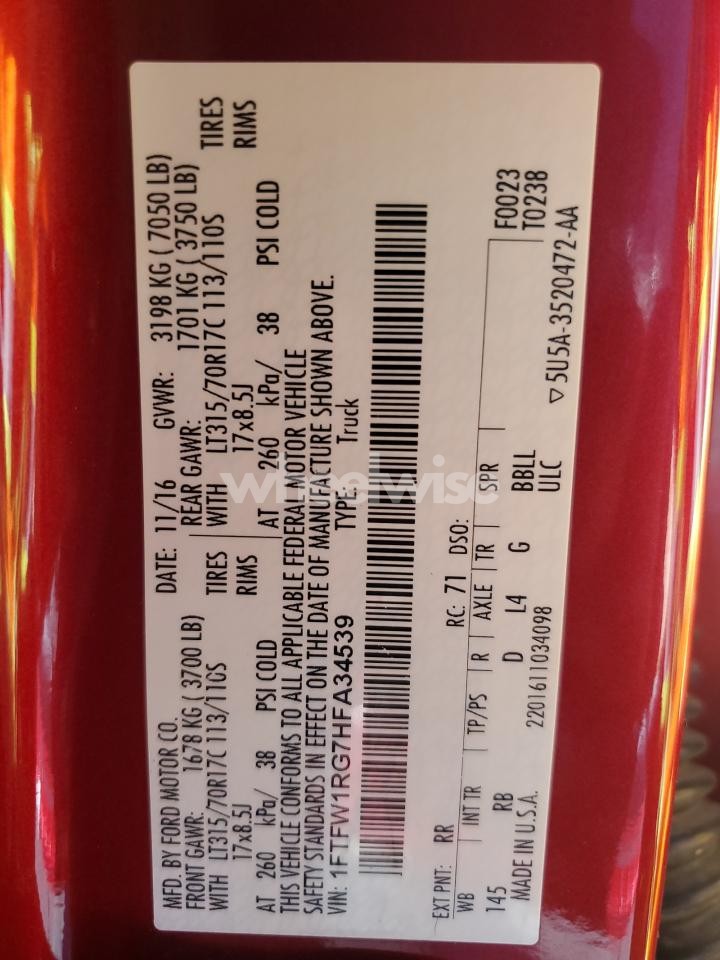 MFD. BY FORD MOTOR CO. DATE: 11/16 GVWR: 3198 KG ( 7050 LB)
FRONT GAWR: 1678 KG ( 3700 LB) REAR GAWR: 1701 KG ( 3750 LB)
WITH LT315/70R17C 113/110S TIRES WITH LT315/70R17C 113/110S TIRES
17x8.5J RIMS 17x8.5J RIMS
AT 260 kPa/ 38 PSI COLD AT 260 kPa/ 38 PSI COLD
THIS VEHICLE CONFORMS TO ALL APPLICABLE FEDERAL MOTOR VEHICLE
SAFETY STANDARDS IN EFFECT ON THE DATE OF MANUFACTURE SHOWN ABOVE.
VIN: 1FTFW1RG7HFA34539 TYPE: Truck
EXT PNT: RR RC: 71 DSO:
WB INT TR TP/PS R AXLE TR SPR F0023
145 RB D L4 G BBLL T0238
MADE IN U.S.A. 2201611034098 ULC
▽ 5U5A-3520472-AA
wheelwise